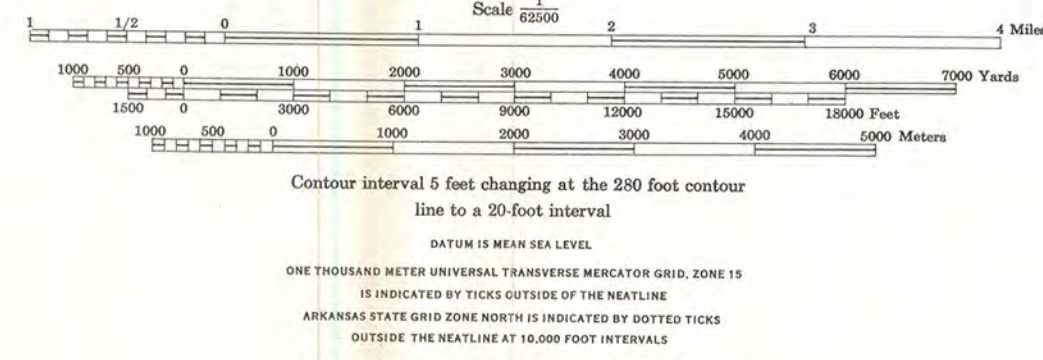 Scale 1/62500
1 1/2 0 1 2 3 4 Miles
1000 500 0 1000 2000 3000 4000 5000 6000 7000 Yards
1500 0 3000 6000 9000 12000 15000 18000 Feet
1000 500 0 1000 2000 3000 4000 5000 Meters
Contour interval 5 feet changing at the 280 foot contour
line to a 20-foot interval
DATUM IS MEAN SEA LEVEL
ONE THOUSAND METER UNIVERSAL TRANSVERSE MERCATOR GRID, ZONE 15
IS INDICATED BY TICKS OUTSIDE OF THE NEATLINE
ARKANSAS STATE GRID ZONE NORTH IS INDICATED BY DOTTED TICKS
OUTSIDE THE NEATLINE AT 10,000 FOOT INTERVALS